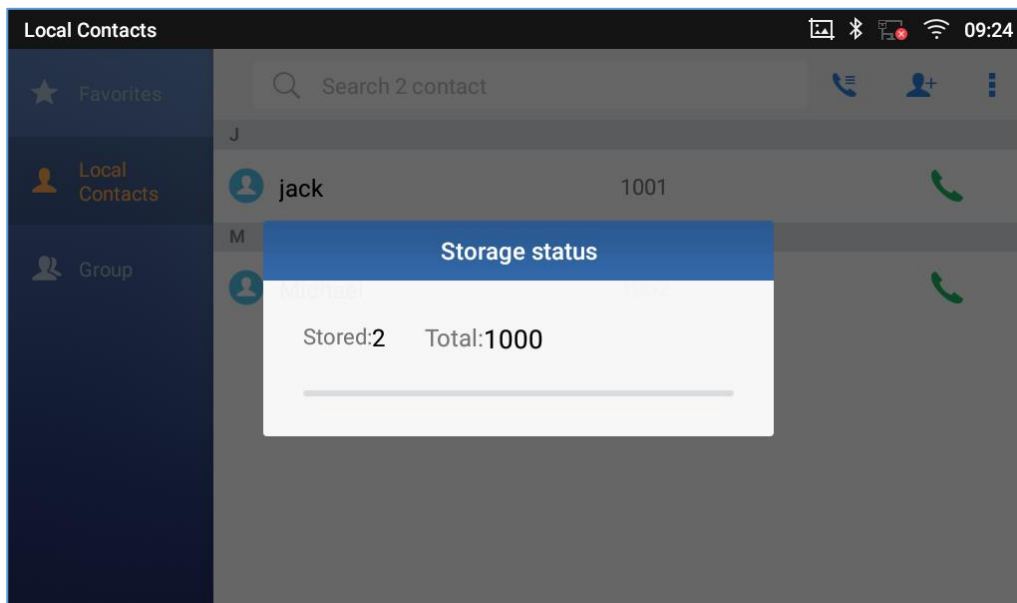 Local Contacts
09:24
Favorites
Search 2 contact
J
Local
Contacts
jack
1001
M
Storage status
Group
Michael
Stored:2
Total:1000